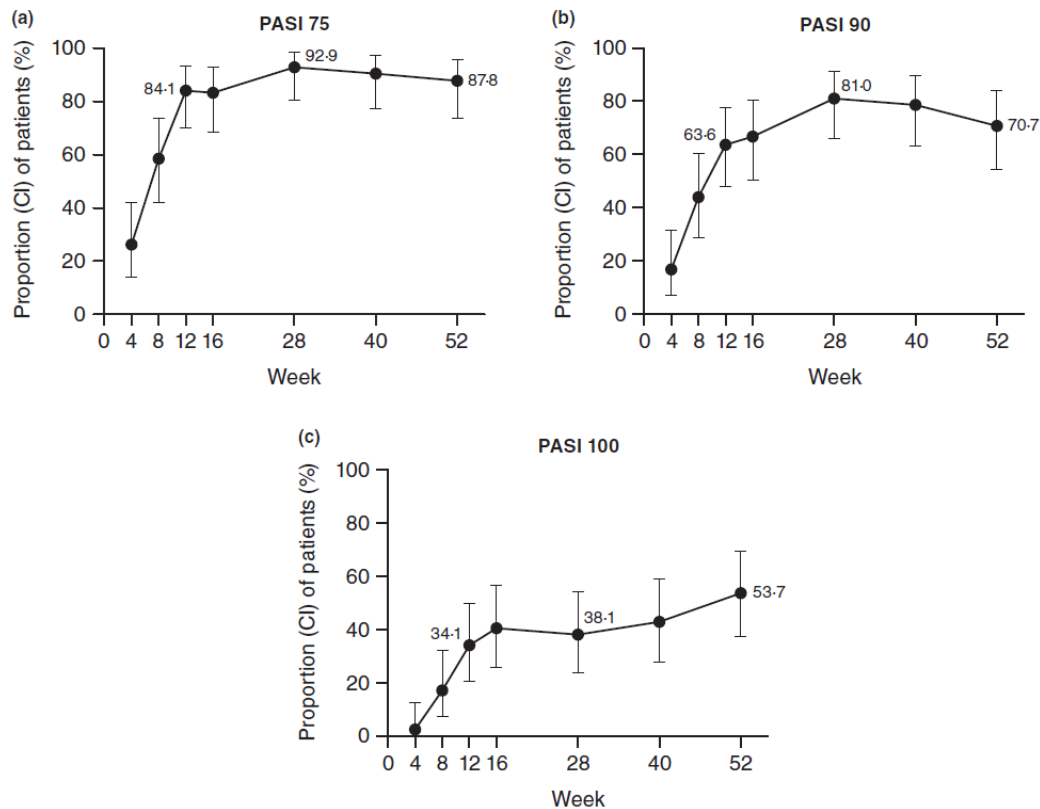 (a)
PASI 75
Proportion (CI) of patients (%)
100
80
60
40
20
0
84·1
92·9
87·8
0 4 8 12 16 28 40 52
Week
(b)
PASI 90
Proportion (CI) of patients (%)
100
80
60
40
20
0
63·6
81·0
70·7
0 4 8 12 16 28 40 52
Week
(c)
PASI 100
Proportion (CI) of patients (%)
100
80
60
40
20
0
34·1
38·1
53·7
0 4 8 12 16 28 40 52
Week